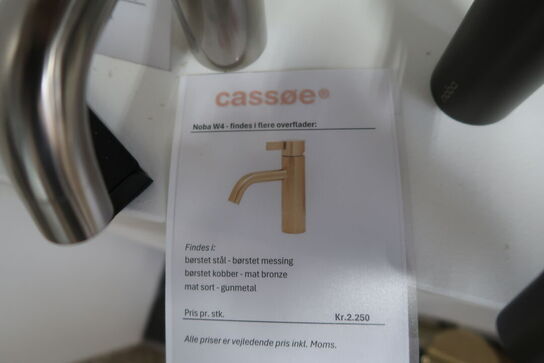 cassøe®
Noba W4 - findes i flere overflader:
Findes i:
børstet stål - børstet messing
børstet kobber - mat bronze
mat sort - gunmetal
Pris pr. stk. Kr.2.250
Alle priser er vejledende pris inkl. Moms.